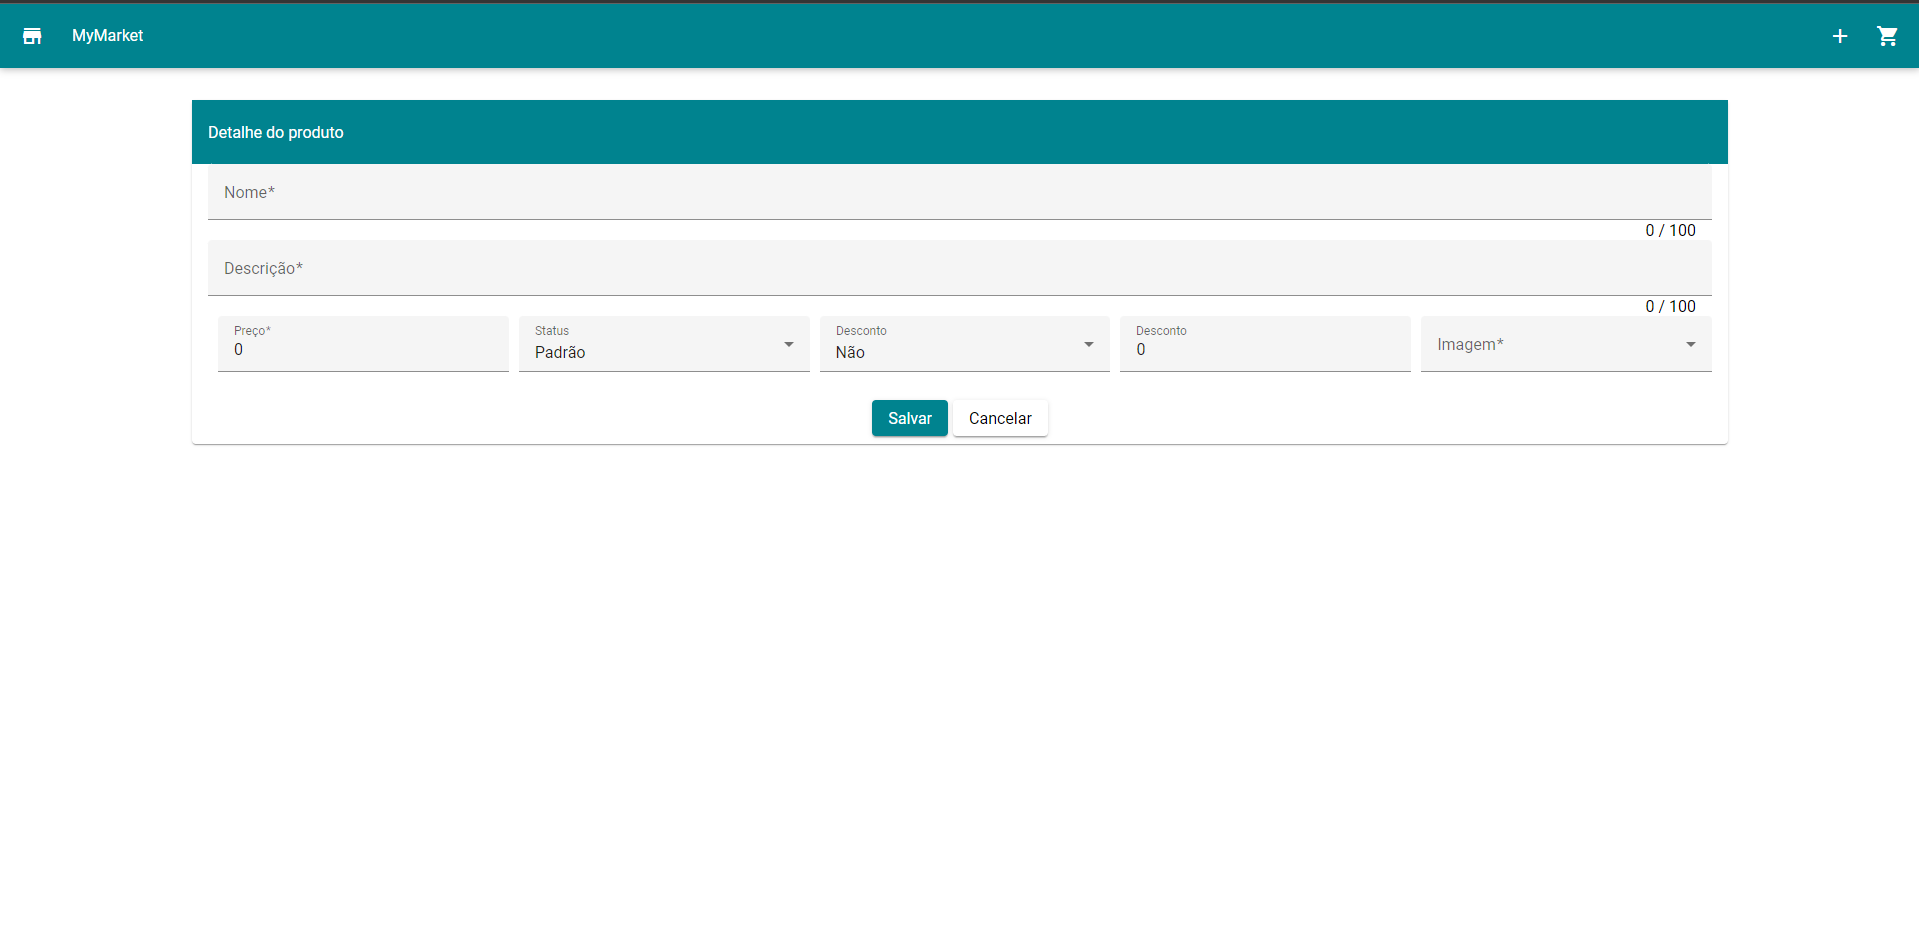 MyMarket
Detalhe do produto
Nome*
0 / 100
Descrição*
0 / 100
Preço* Status Desconto Desconto
0 Padrão Não 0 Imagem*
Salvar Cancelar